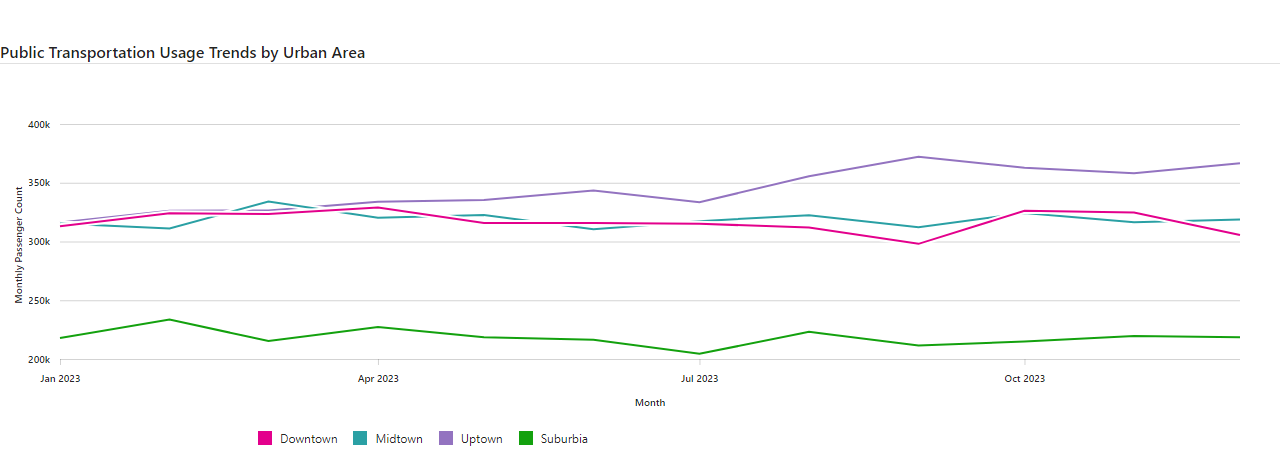 Public Transportation Usage Trends by Urban Area
400k
350k
300k
250k
200k
Monthly Passenger Count
Jan 2023 Apr 2023 Jul 2023 Oct 2023
Month
Downtown Midtown Uptown Suburbia